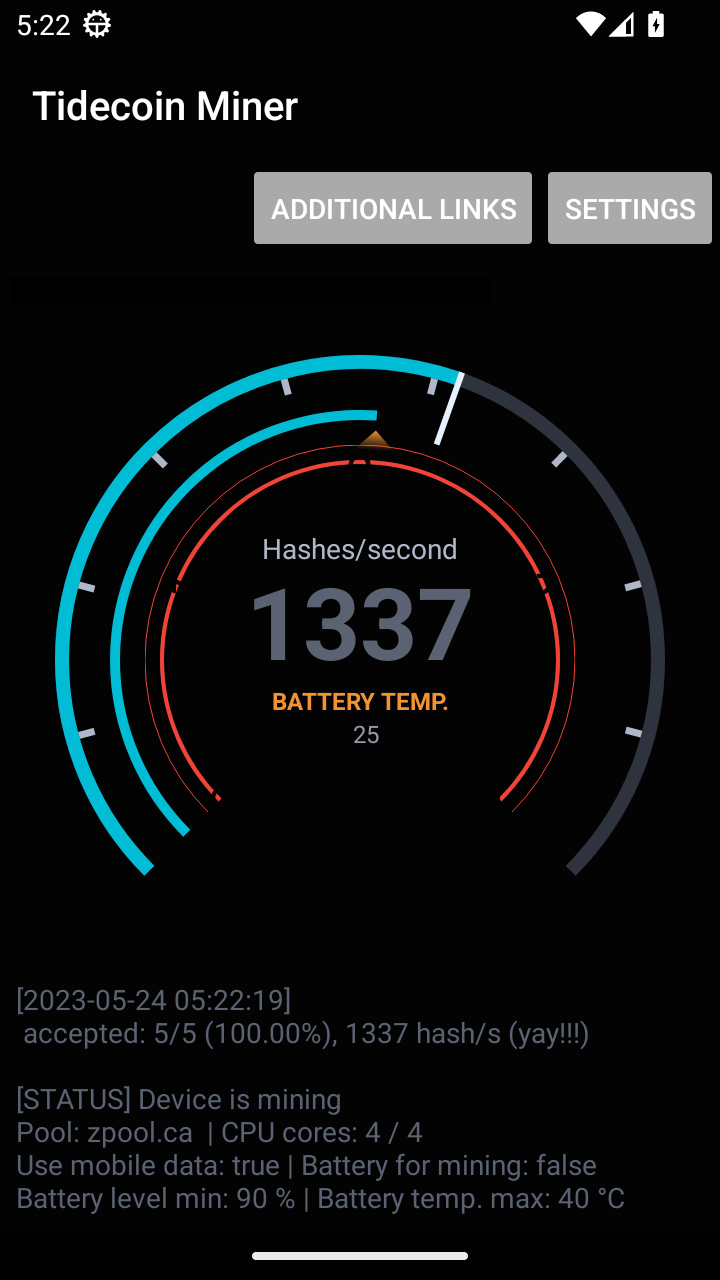 5:22
Tidecoin Miner
ADDITIONAL LINKS SETTINGS
Hashes/second
1337
BATTERY TEMP.
25
[2023-05-24 05:22:19]
accepted: 5/5 (100.00%), 1337 hash/s (yay!!!)
[STATUS] Device is mining
Pool: zpool.ca | CPU cores: 4 / 4
Use mobile data: true | Battery for mining: false
Battery level min: 90 % | Battery temp. max: 40 °C